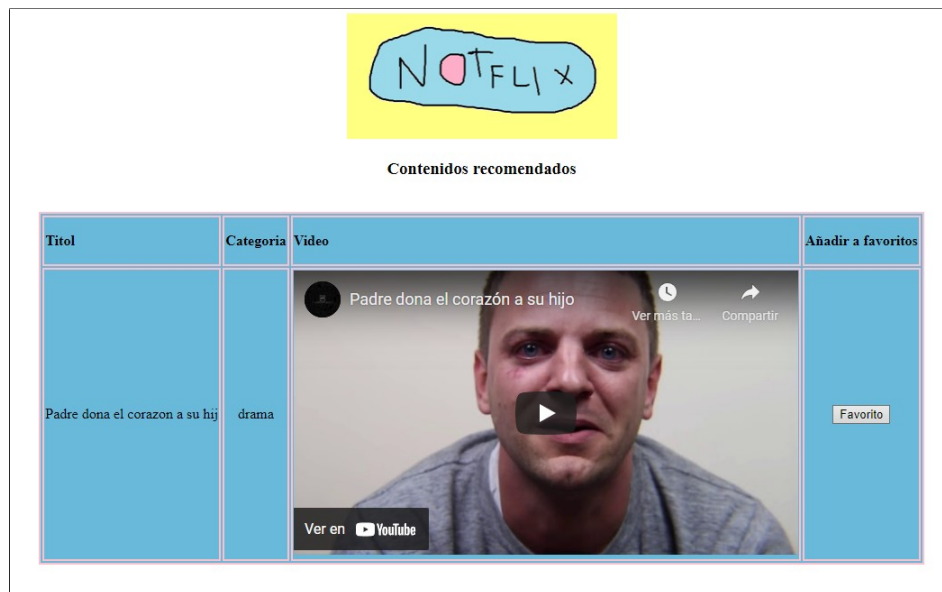 NOTFLIX
Contenidos recomendados
Titol Categoria Video Añadir a favoritos
Padre dona el corazón a su hijo
Ver más ta... Compartir
Padre dona el corazon a su hij drama Favorito
Ver en YouTube